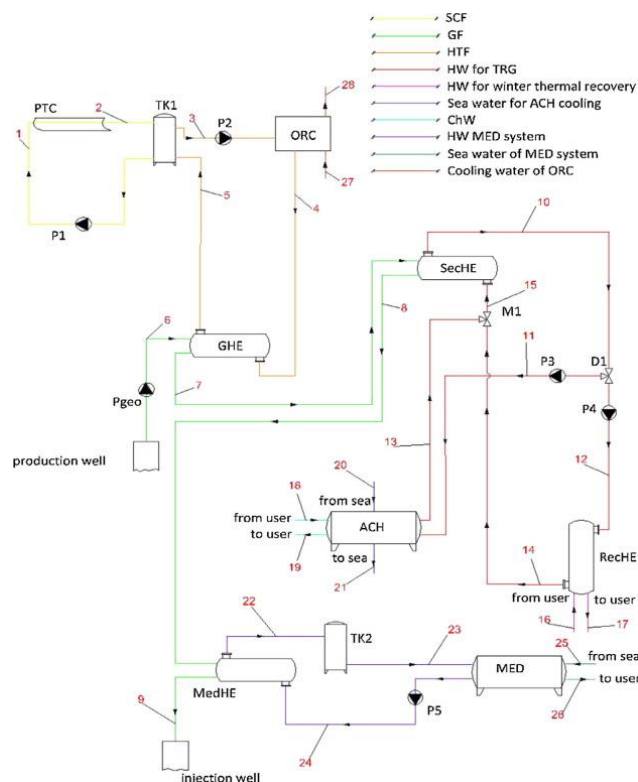 SCF
GF
HTF
HW for TRG
HW for winter thermal recovery
Sea water for ACH cooling
ChW
HW MED system
Sea water of MED system
Cooling water of ORC
28
PTC
2
TK1
1
3
P2
ORC
27
5
4
P1
10
SecHE
15
8
M1
6
GHE
11
P3
D1
7
P4
Pgeo
13
12
production well
20
18
from sea
from user
ACH
to user
19
to sea
RecHE
14
21
from user
to user
16
17
22
TK2
23
25
from sea
MED
to user
MedHE
26
9
P5
24
injection well